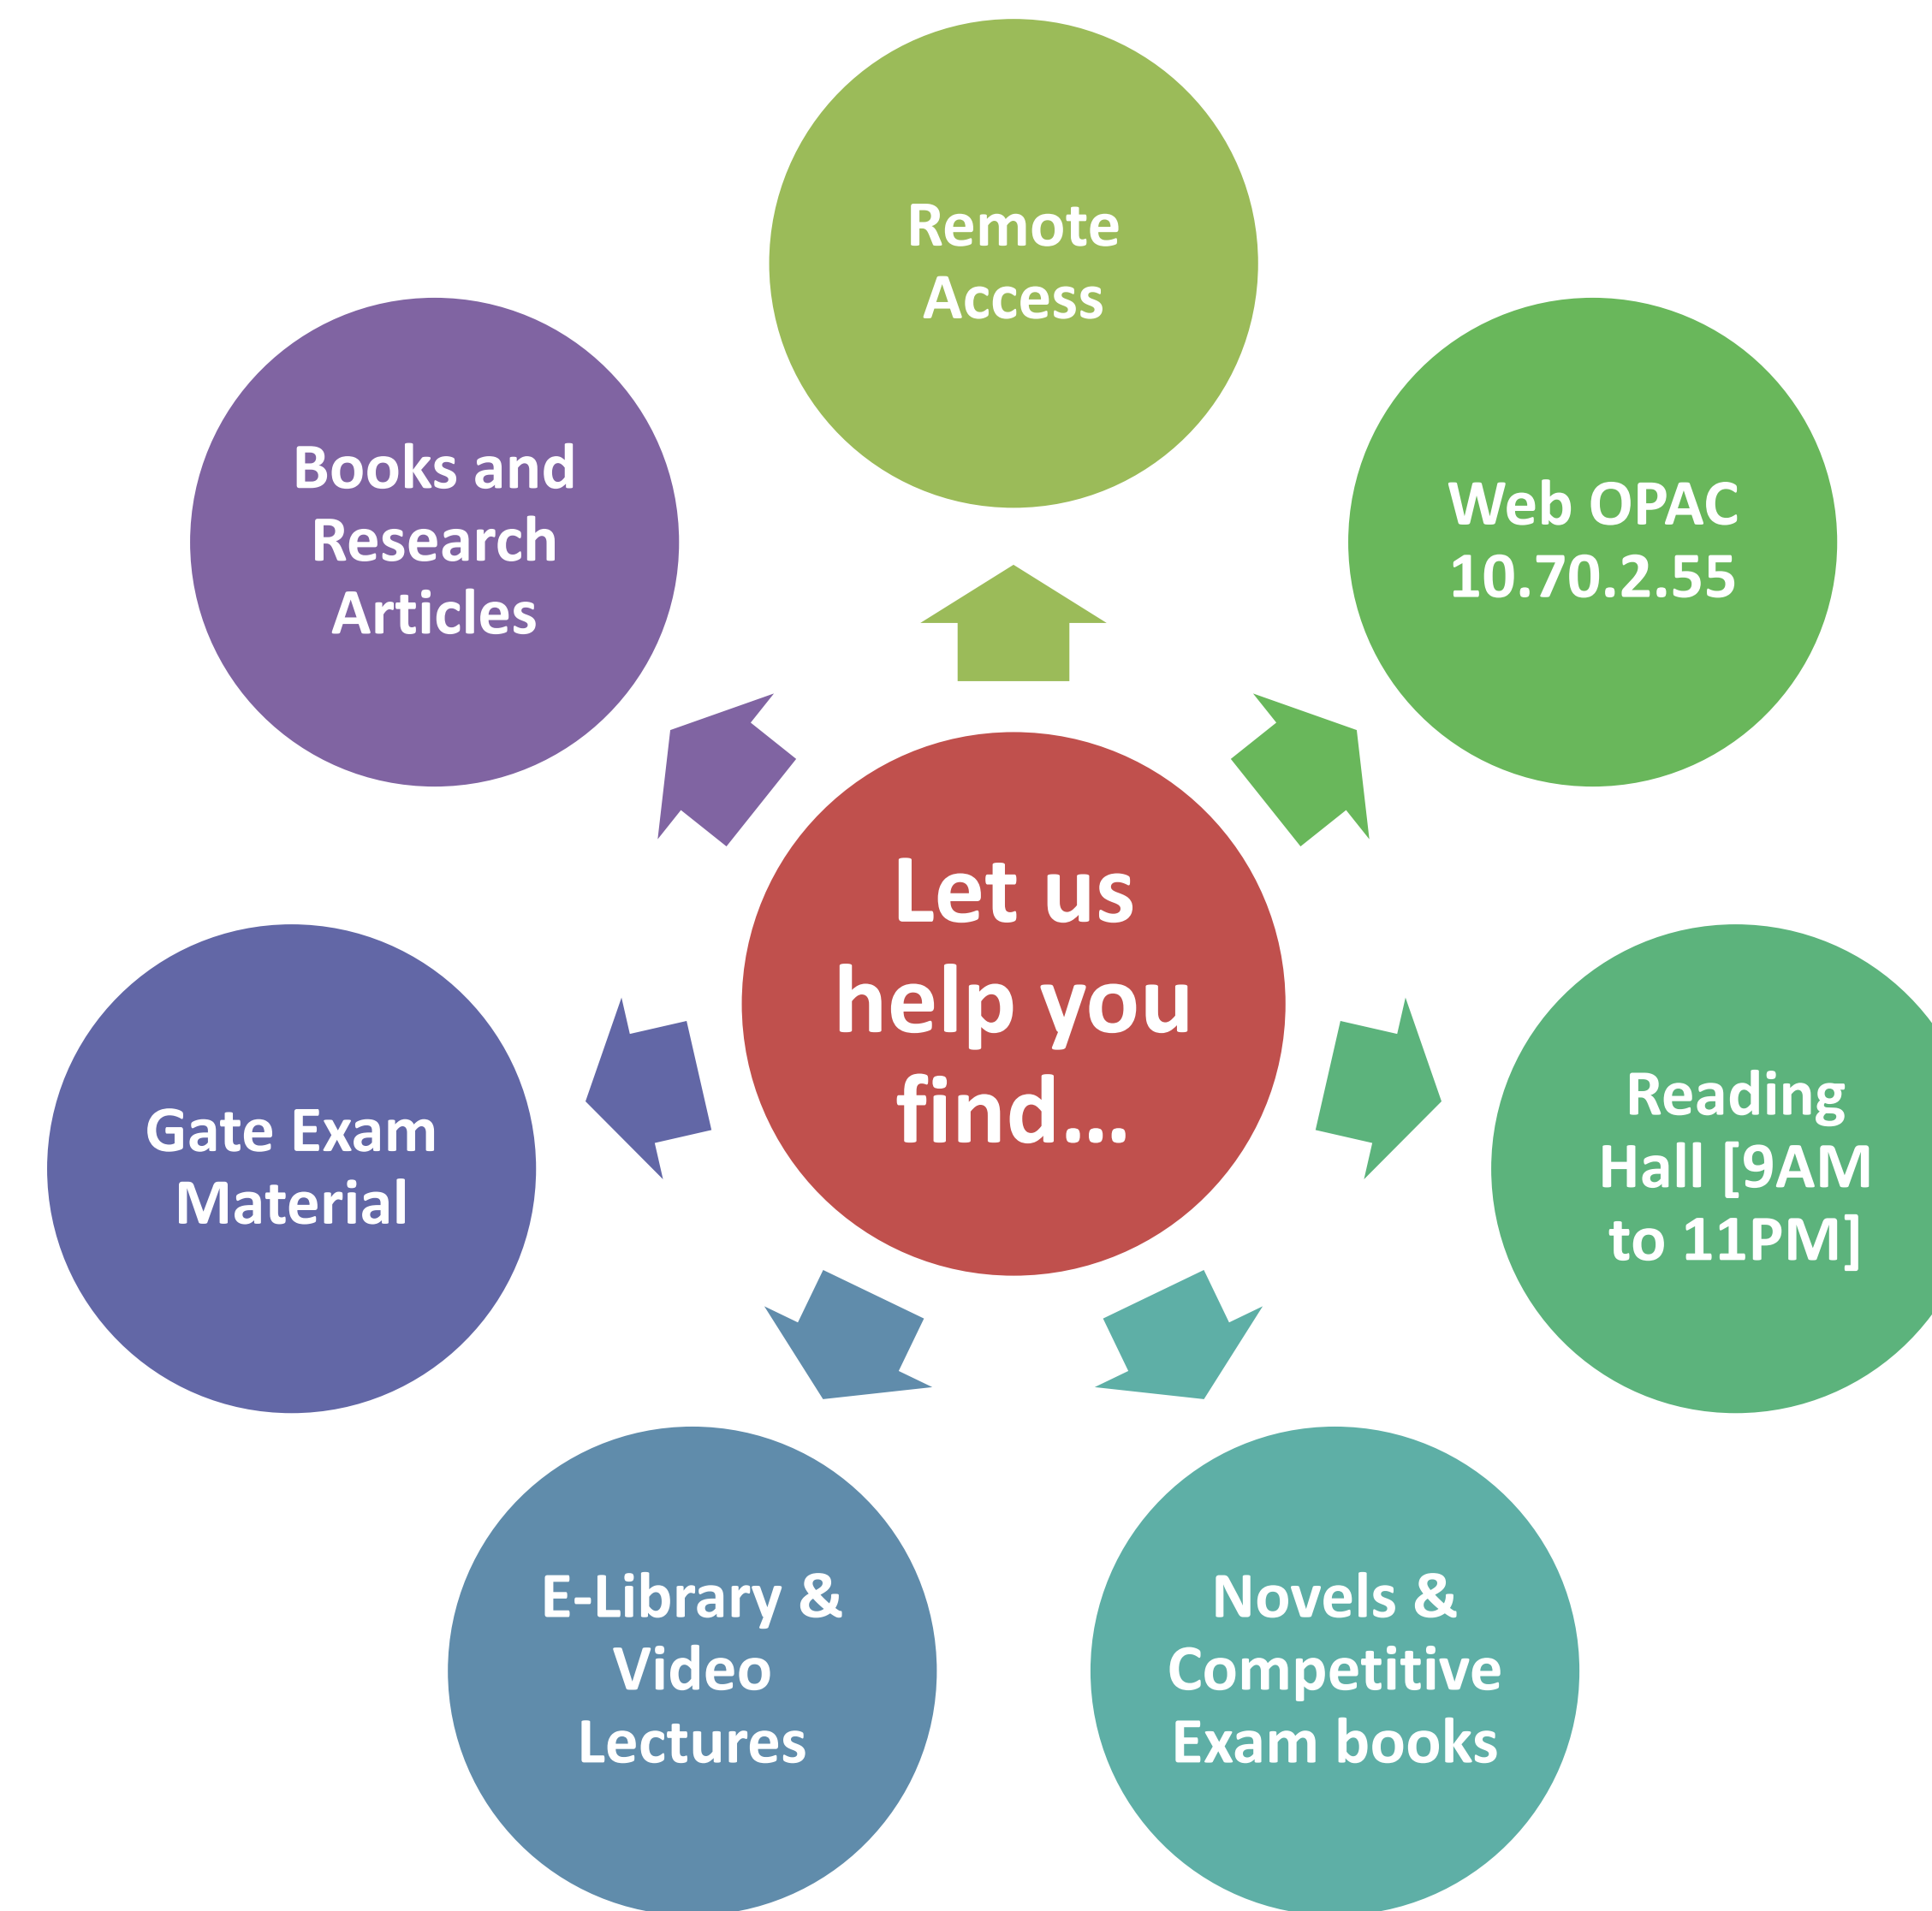 Remote
Access
Books and
Research
Articles
Web OPAC
10.70.2.55
Let us
help you
find...
Gate Exam
Material
Reading
Hall [9AM
to 11PM]
E-Library &
Video
Lectures
Novels &
Competitive
Exam books